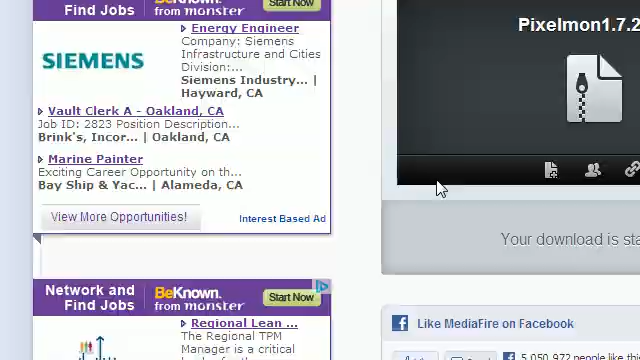 Find Jobs
BeKnown.
from monster
Start Now
Energy Engineer
Company: Siemens
Infrastructure and Cities
Division:...
Siemens Industry... |
Hayward, CA
SIEMENS
Vault Clerk A - Oakland, CA
Job ID: 2823 Position Description...
Brink's, Incor... | Oakland, CA
Marine Painter
Exciting Career Opportunity on th...
Bay Ship & Yac... | Alameda, CA
View More Opportunities!
Interest Based Ad
Network and
Find Jobs
BeKnown.
from monster
Start Now
Regional Lean ...
The Regional TPM
Manager is a critical
Pixelmon1.7.2
Your download is sta
Like MediaFire on Facebook
5,050,972 people like this